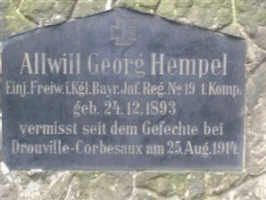 Allwill Georg Hempel
Einj. Freiw. i. Kgl. Bayr. Inf. Reg. No 19 1. Komp.
geb. 24. 12. 1893
vermisst seit dem Gefechte bei
Drouville-Corbesaux am 25. Aug. 1914.